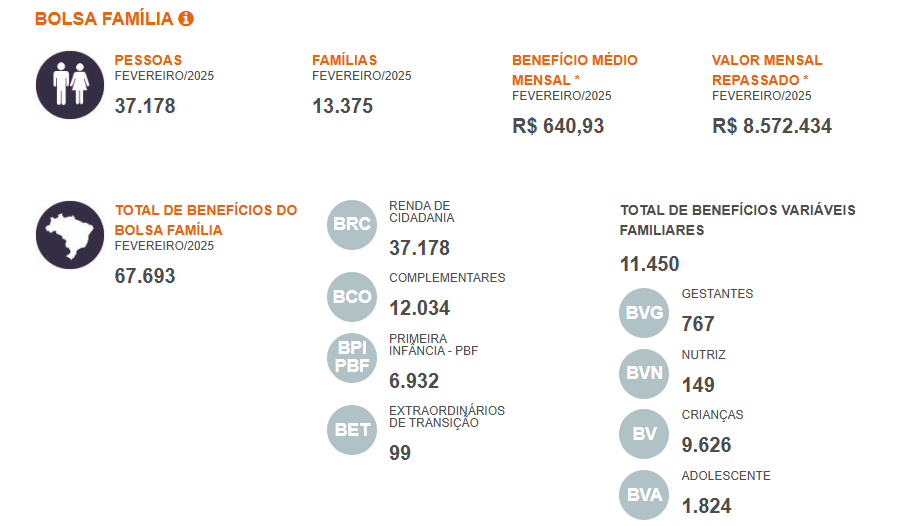 BOLSA FAMÍLIA
PESSOAS
FEVEREIRO/2025
37.178
FAMÍLIAS
FEVEREIRO/2025
13.375
BENEFÍCIO MÉDIO
MENSAL *
FEVEREIRO/2025
R$ 640,93
VALOR MENSAL
REPASSADO *
FEVEREIRO/2025
R$ 8.572.434
TOTAL DE BENEFÍCIOS DO
BOLSA FAMÍLIA
FEVEREIRO/2025
67.693
BRC
RENDA DE
CIDADANIA
37.178
BCO
COMPLEMENTARES
12.034
BPI
PBF
PRIMEIRA
INFÂNCIA - PBF
6.932
BET
EXTRAORDINÁRIOS
DE TRANSIÇÃO
99
TOTAL DE BENEFÍCIOS VARIÁVEIS
FAMILIARES
11.450
BVG
GESTANTES
767
BVN
NUTRIZ
149
BV
CRIANÇAS
9.626
BVA
ADOLESCENTE
1.824